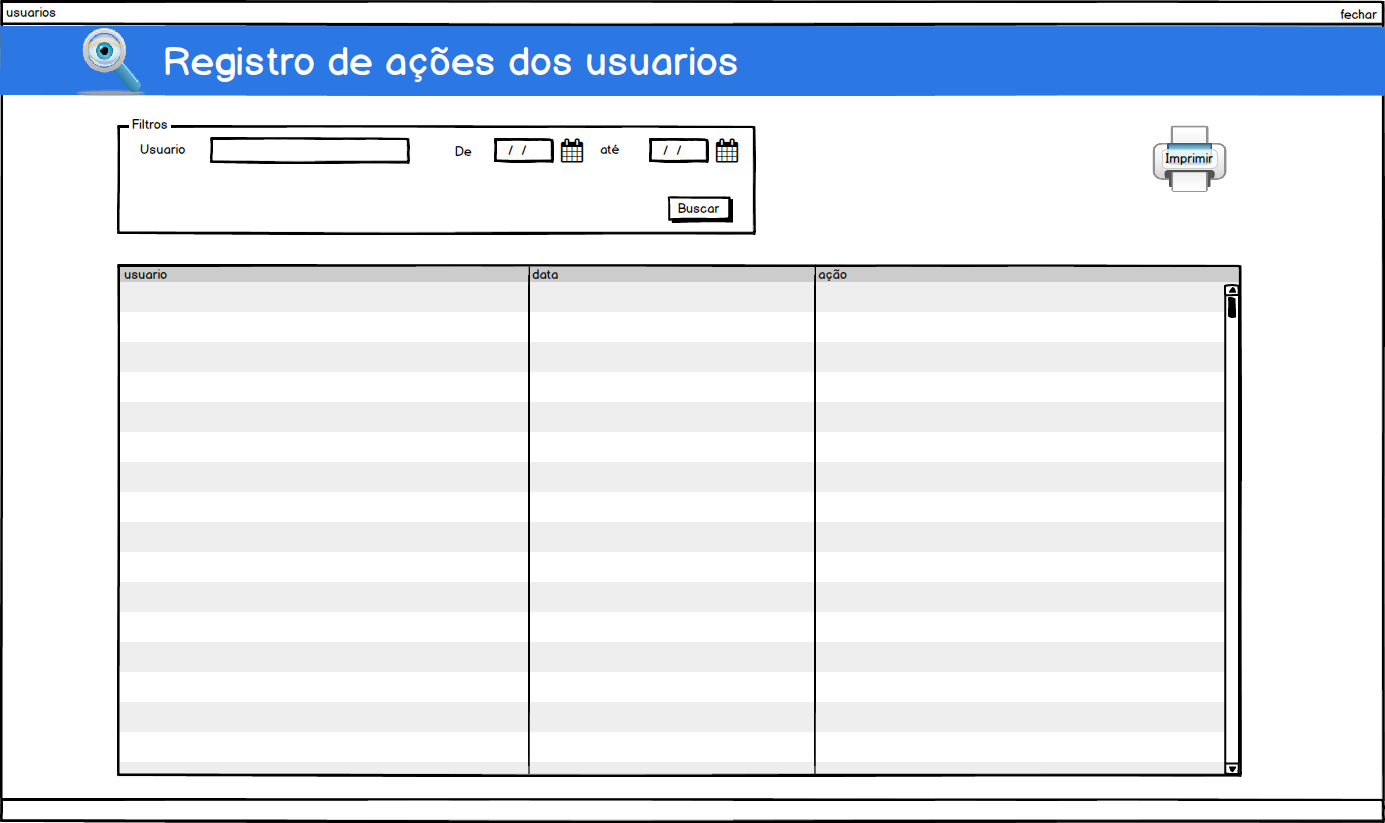 usuarios
fechar
Registro de ações dos usuarios
Filtros
Usuario
De
/ /
até
/ /
Buscar
Imprimir
usuario data ação